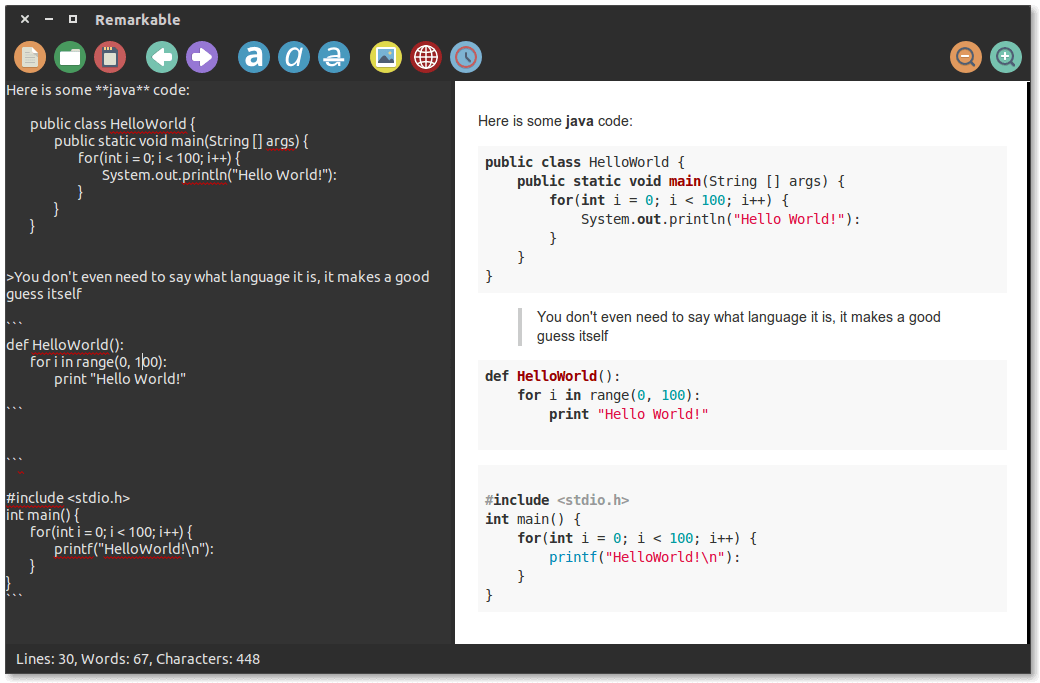 Remarkable
a a a
Here is some **java** code:
public class HelloWorld {
public static void main(String [] args) {
for(int i = 0; i < 100; i++) {
System.out.println("Hello World!"):
}
}
}
>You don't even need to say what language it is, it makes a good
guess itself
```
def HelloWorld():
for i in range(0, 100):
print "Hello World!"
```
```
#include <stdio.h>
int main() {
for(int i = 0; i < 100; i++) {
printf("HelloWorld!\n"):
}
}
```
Here is some java code:
public class HelloWorld {
public static void main(String [] args) {
for(int i = 0; i < 100; i++) {
System.out.println("Hello World!"):
}
}
}
You don't even need to say what language it is, it makes a good
guess itself
def HelloWorld():
for i in range(0, 100):
print "Hello World!"
#include <stdio.h>
int main() {
for(int i = 0; i < 100; i++) {
printf("HelloWorld!\n"):
}
}
Lines: 30, Words: 67, Characters: 448